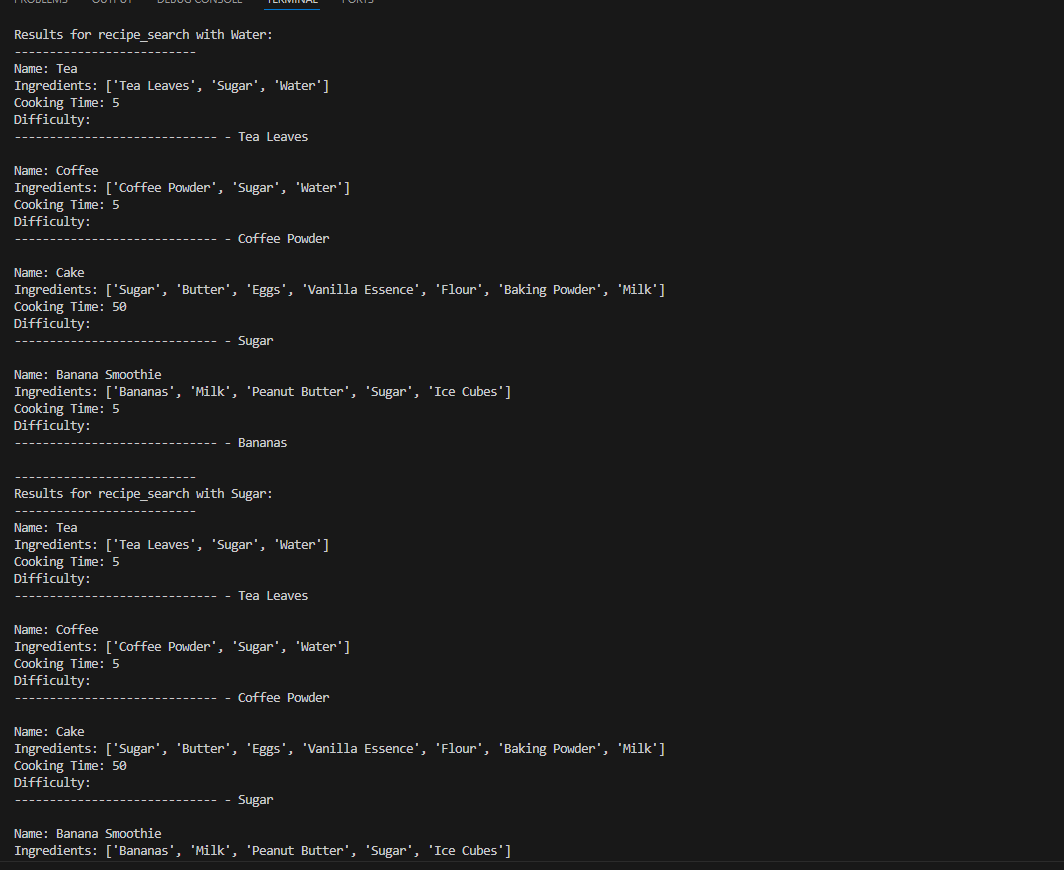 PROBLEMS OUTPUT DEBUG CONSOLE TERMINAL PORTS
Results for recipe_search with Water:
--------------------------
Name: Tea
Ingredients: ['Tea Leaves', 'Sugar', 'Water']
Cooking Time: 5
Difficulty:
----------------------------- - Tea Leaves
Name: Coffee
Ingredients: ['Coffee Powder', 'Sugar', 'Water']
Cooking Time: 5
Difficulty:
----------------------------- - Coffee Powder
Name: Cake
Ingredients: ['Sugar', 'Butter', 'Eggs', 'Vanilla Essence', 'Flour', 'Baking Powder', 'Milk']
Cooking Time: 50
Difficulty:
----------------------------- - Sugar
Name: Banana Smoothie
Ingredients: ['Bananas', 'Milk', 'Peanut Butter', 'Sugar', 'Ice Cubes']
Cooking Time: 5
Difficulty:
----------------------------- - Bananas
--------------------------
Results for recipe_search with Sugar:
--------------------------
Name: Tea
Ingredients: ['Tea Leaves', 'Sugar', 'Water']
Cooking Time: 5
Difficulty:
----------------------------- - Tea Leaves
Name: Coffee
Ingredients: ['Coffee Powder', 'Sugar', 'Water']
Cooking Time: 5
Difficulty:
----------------------------- - Coffee Powder
Name: Cake
Ingredients: ['Sugar', 'Butter', 'Eggs', 'Vanilla Essence', 'Flour', 'Baking Powder', 'Milk']
Cooking Time: 50
Difficulty:
----------------------------- - Sugar
Name: Banana Smoothie
Ingredients: ['Bananas', 'Milk', 'Peanut Butter', 'Sugar', 'Ice Cubes']